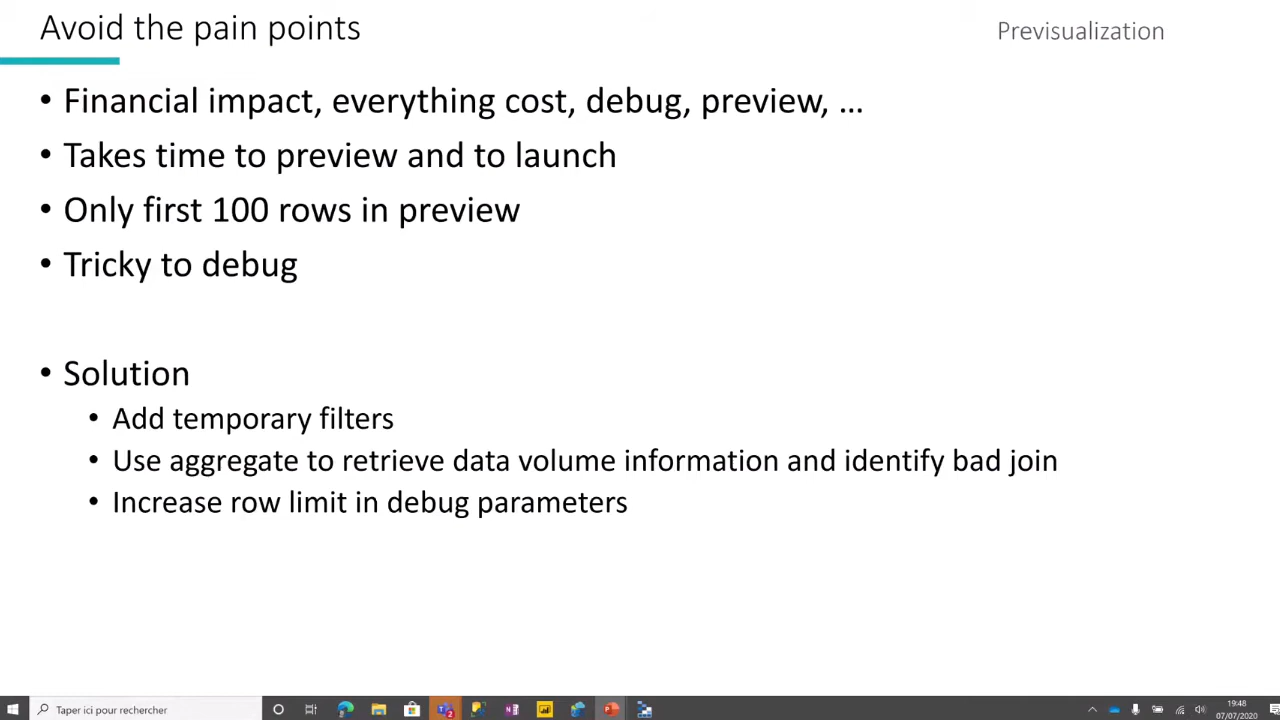 Avoid the pain points
Previsualization
• Financial impact, everything cost, debug, preview, …
• Takes time to preview and to launch
• Only first 100 rows in preview
• Tricky to debug
• Solution
• Add temporary filters
• Use aggregate to retrieve data volume information and identify bad join
• Increase row limit in debug parameters
Taper ici pour rechercher
19:48
07/07/2020